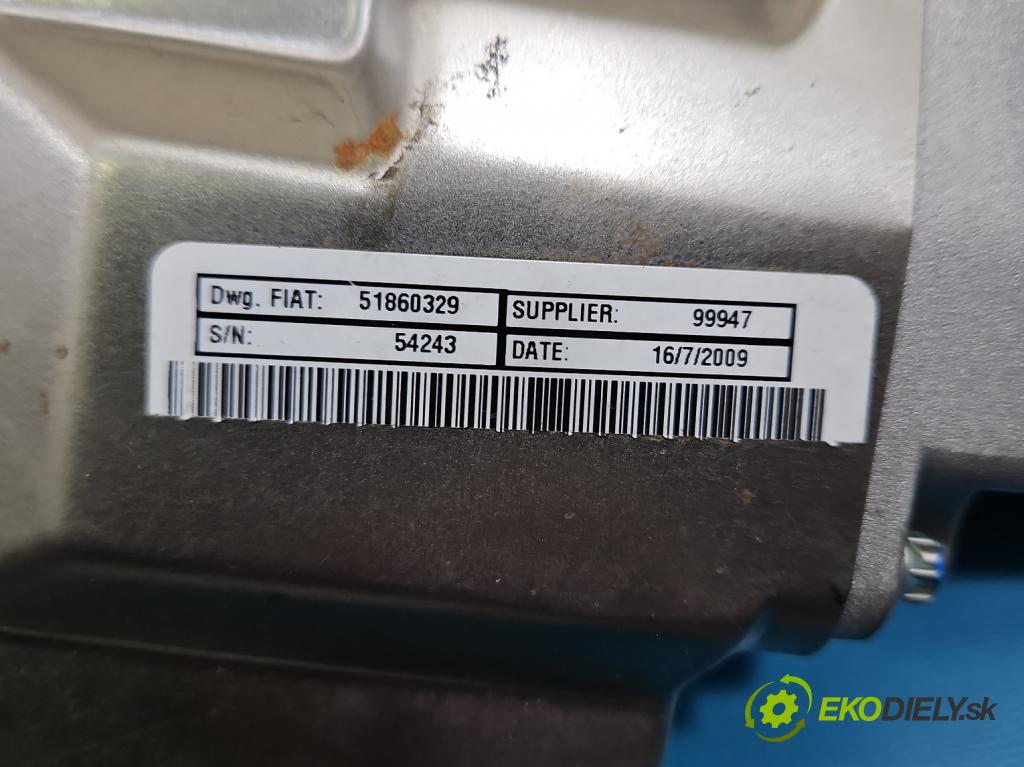 Dwg. FIAT: 51860329 SUPPLIER: 99947
S/N: 54243 DATE: 16/7/2009
EKODIELY.sk